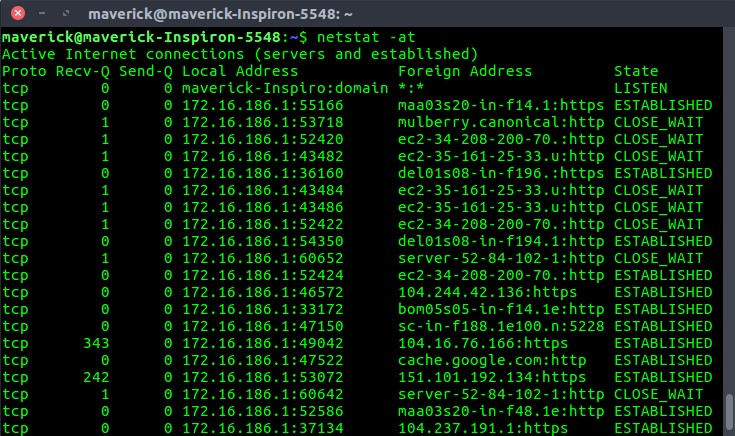 maverick@maverick-Inspiron-5548: ~
maverick@maverick-Inspiron-5548:~$ netstat -at
Active Internet connections (servers and established)
Proto Recv-Q Send-Q Local Address           Foreign Address         State
tcp        0      0 maverick-Inspiro:domain *:*                     LISTEN
tcp        0      0 172.16.186.1:55166      maa03s20-in-f14.1:https ESTABLISHED
tcp        1      0 172.16.186.1:53718      mulberry.canonical:http CLOSE_WAIT
tcp        1      0 172.16.186.1:52420      ec2-34-208-200-70.:http CLOSE_WAIT
tcp        1      0 172.16.186.1:43482      ec2-35-161-25-33.u:http CLOSE_WAIT
tcp        0      0 172.16.186.1:36160      del01s08-in-f196.:https ESTABLISHED
tcp        1      0 172.16.186.1:43484      ec2-35-161-25-33.u:http CLOSE_WAIT
tcp        1      0 172.16.186.1:43486      ec2-35-161-25-33.u:http CLOSE_WAIT
tcp        1      0 172.16.186.1:52422      ec2-34-208-200-70.:http CLOSE_WAIT
tcp        0      0 172.16.186.1:54350      del01s08-in-f194.1:http ESTABLISHED
tcp        1      0 172.16.186.1:60652      server-52-84-102-1:http CLOSE_WAIT
tcp        0      0 172.16.186.1:52424      ec2-34-208-200-70.:http ESTABLISHED
tcp        0      0 172.16.186.1:46572      104.244.42.136:https    ESTABLISHED
tcp        0      0 172.16.186.1:33172      bom05s05-in-f14.1e:http ESTABLISHED
tcp        0      0 172.16.186.1:47150      sc-in-f188.1e100.n:5228 ESTABLISHED
tcp      343      0 172.16.186.1:49042      104.16.76.166:https     ESTABLISHED
tcp        0      0 172.16.186.1:47522      cache.google.com:http   ESTABLISHED
tcp      242      0 172.16.186.1:53072      151.101.192.134:https   ESTABLISHED
tcp        1      0 172.16.186.1:60642      server-52-84-102-1:http CLOSE_WAIT
tcp        0      0 172.16.186.1:52586      maa03s20-in-f48.1e:http ESTABLISHED
tcp        0      0 172.16.186.1:37134      104.237.191.1:https     ESTABLISHED